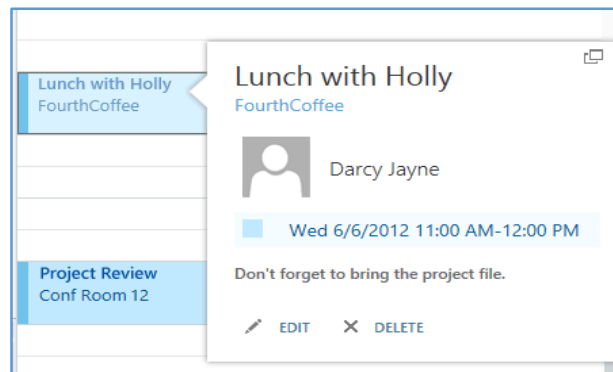 Lunch with Holly
FourthCoffee
Project Review
Conf Room 12
Lunch with Holly
FourthCoffee
Darcy Jayne
Wed 6/6/2012 11:00 AM-12:00 PM
Don't forget to bring the project file.
EDIT DELETE